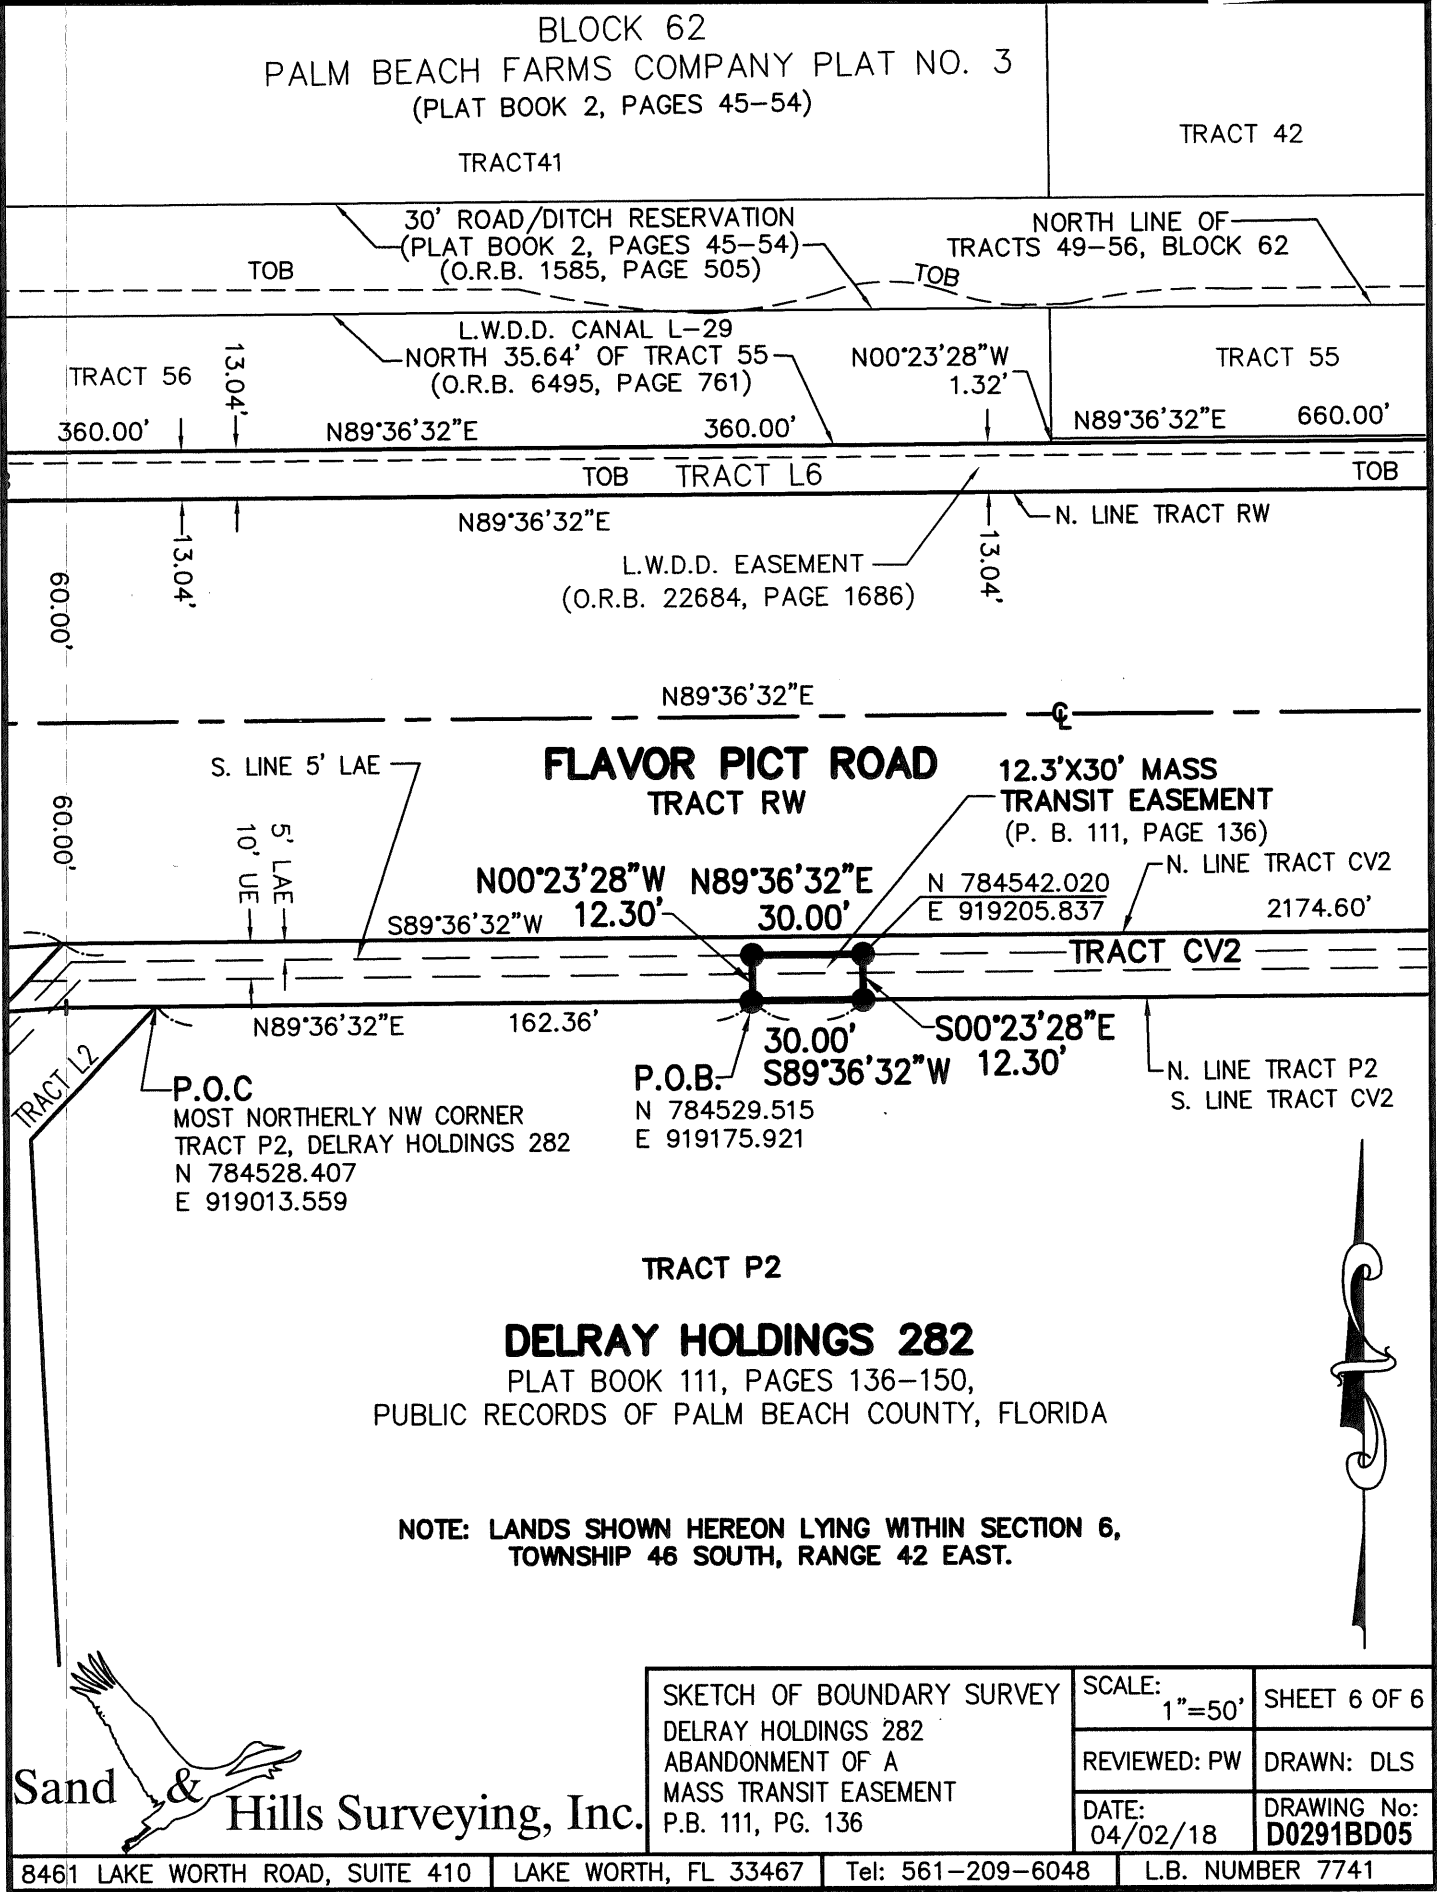 BLOCK 62
PALM BEACH FARMS COMPANY PLAT NO. 3
(PLAT BOOK 2, PAGES 45-54)
TRACT 42
TRACT41
30' ROAD/DITCH RESERVATION
(PLAT BOOK 2, PAGES 45-54)
(O.R.B. 1585, PAGE 505)
NORTH LINE OF
TRACTS 49-56, BLOCK 62
TOB
TOB
L.W.D.D. CANAL L-29
NORTH 35.64' OF TRACT 55
(O.R.B. 6495, PAGE 761)
N00°23'28"W
1.32'
TRACT 55
TRACT 56
13.04'
360.00'
N89°36'32"E
360.00'
N89°36'32"E
660.00'
TOB
TRACT L6
TOB
N89°36'32"E
N. LINE TRACT RW
13.04'
13.04'
L.W.D.D. EASEMENT
(O.R.B. 22684, PAGE 1686)
60.00'
N89°36'32"E
℄
S. LINE 5' LAE
FLAVOR PICT ROAD
TRACT RW
12.3'X30' MASS
TRANSIT EASEMENT
(P. B. 111, PAGE 136)
60.00'
5' LAE
10' UE
N. LINE TRACT CV2
N00°23'28"W
12.30'
N89°36'32"E
30.00'
N 784542.020
E 919205.837
2174.60'
S89°36'32"W
TRACT CV2
N89°36'32"E
162.36'
30.00'
S89°36'32"W
S00°23'28"E
12.30'
TRACT L2
P.O.C
MOST NORTHERLY NW CORNER
TRACT P2, DELRAY HOLDINGS 282
N 784528.407
E 919013.559
P.O.B.
N 784529.515
E 919175.921
N. LINE TRACT P2
S. LINE TRACT CV2
TRACT P2
DELRAY HOLDINGS 282
PLAT BOOK 111, PAGES 136-150,
PUBLIC RECORDS OF PALM BEACH COUNTY, FLORIDA
NOTE: LANDS SHOWN HEREON LYING WITHIN SECTION 6,
TOWNSHIP 46 SOUTH, RANGE 42 EAST.
Sand &
Hills Surveying, Inc.
SKETCH OF BOUNDARY SURVEY
DELRAY HOLDINGS 282
ABANDONMENT OF A
MASS TRANSIT EASEMENT
P.B. 111, PG. 136
SCALE:
1"=50'
SHEET 6 OF 6
REVIEWED: PW
DRAWN: DLS
DATE:
04/02/18
DRAWING No:
D0291BD05
8461 LAKE WORTH ROAD, SUITE 410
LAKE WORTH, FL 33467
Tel: 561-209-6048
L.B. NUMBER 7741